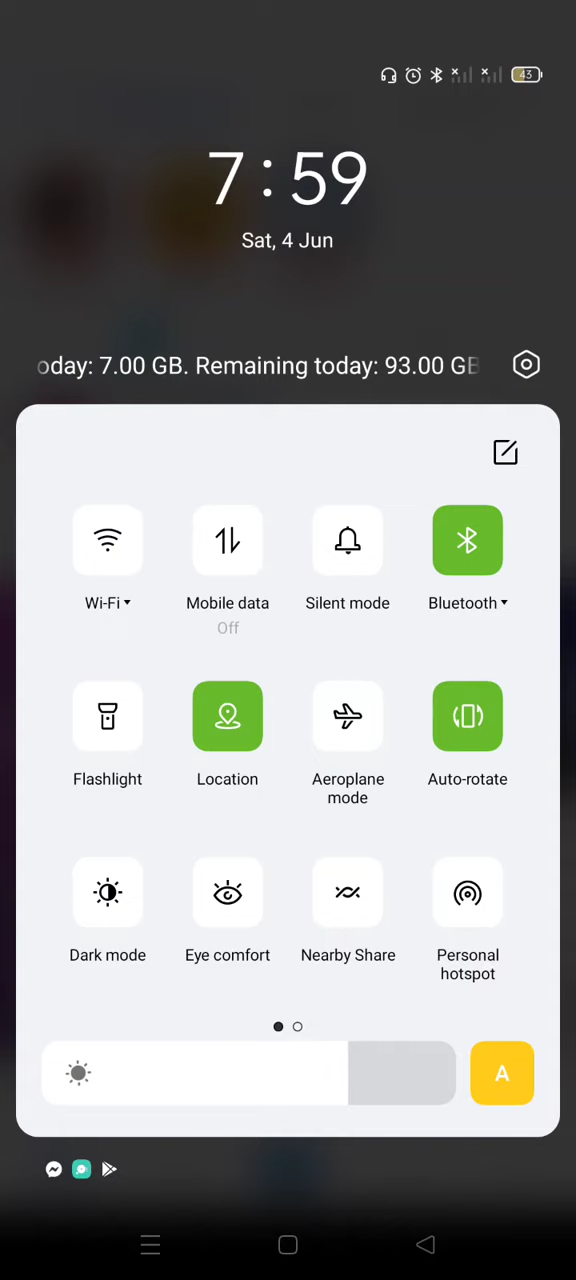 43
7:59
Sat, 4 Jun
oday: 7.00 GB. Remaining today: 93.00 GB
Wi-Fi
Mobile data
Silent mode
Bluetooth
Off
Flashlight
Location
Aeroplane
mode
Auto-rotate
Dark mode
Eye comfort
Nearby Share
Personal
hotspot
A